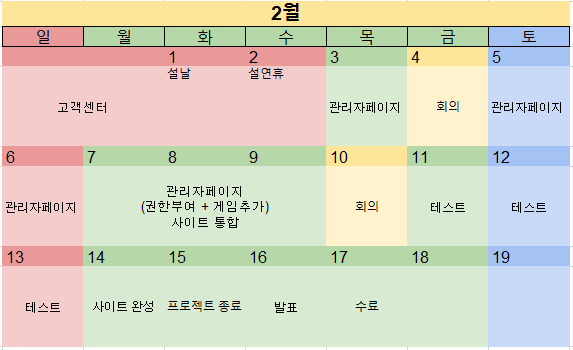 2월
일 월 화 수 목 금 토
1 2 3 4 5
설날 설연휴
고객센터 관리자페이지 회의 관리자페이지
6 7 8 9 10 11 12
관리자페이지
관리자페이지
(권한부여 + 게임추가)
사이트 통합
회의 테스트 테스트
13 14 15 16 17 18 19
테스트 사이트 완성 프로젝트 종료 발표 수료